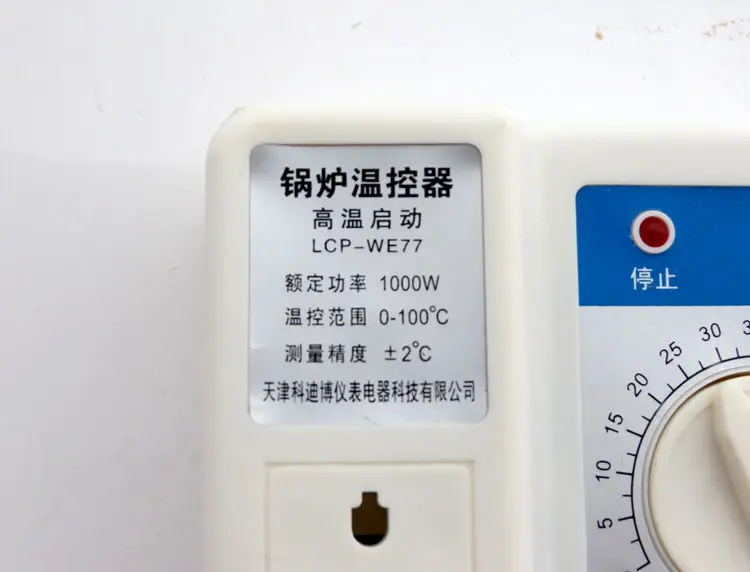 锅炉温控器
高温启动
LCP-WE77
额定功率 1000W
温控范围 0-100℃
测量精度 ±2℃
天津科迪博仪表电器科技有限公司
停止
30
25
20
15
10
5